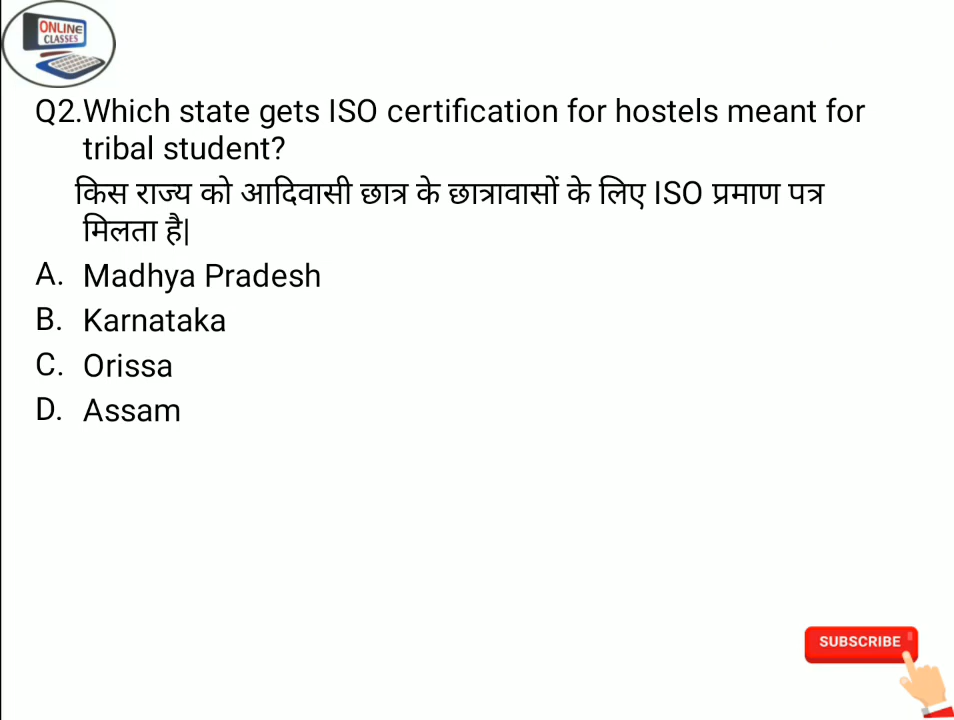 ONLINE
CLASSES
Q2.Which state gets ISO certification for hostels meant for
tribal student?
किस राज्य को आदिवासी छात्र के छात्रावासों के लिए ISO प्रमाण पत्र
मिलता है|
A. Madhya Pradesh
B. Karnataka
C. Orissa
D. Assam
SUBSCRIBE